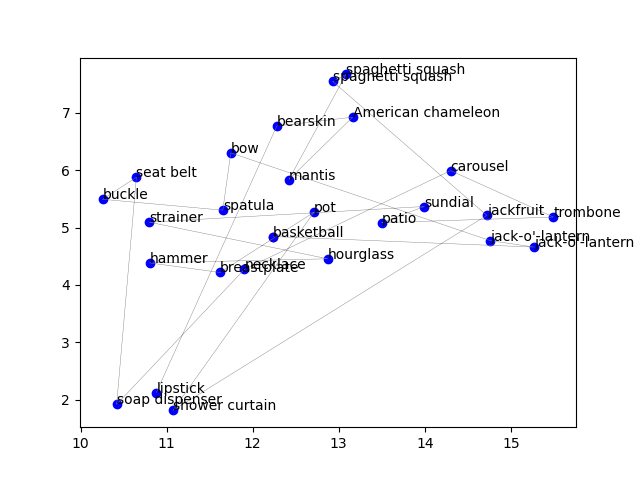 spaghetti squash
spaghetti squash
American chameleon
bearskin
bow
carousel
seat belt
mantis
buckle
spatula
pot
sundial
jackfruit
trombone
strainer
patio
basketball
jack-o'-lantern
jack-o'-lantern
hammer
hourglass
breastplate
necklace
lipstick
soap dispenser
shower curtain
7
6
5
4
3
2
10 11 12 13 14 15